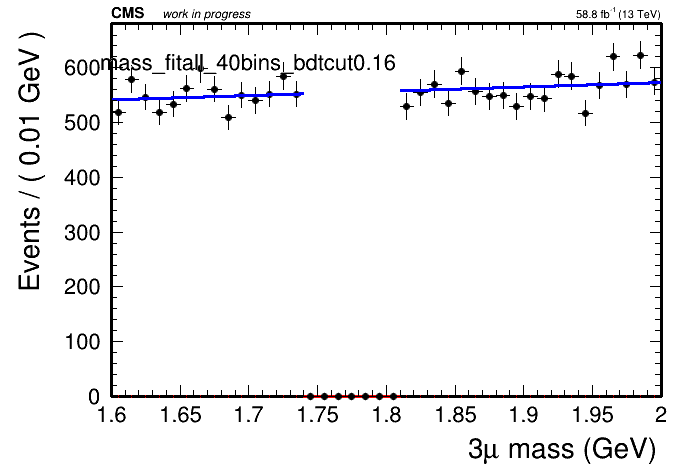 CMS work in progress 58.8 fb⁻¹ (13 TeV)
mass_fitall_40bins_bdtcut0.16
Events / ( 0.01 GeV )
600
500
400
300
200
100
0
1.6 1.65 1.7 1.75 1.8 1.85 1.9 1.95 2
3μ mass (GeV)